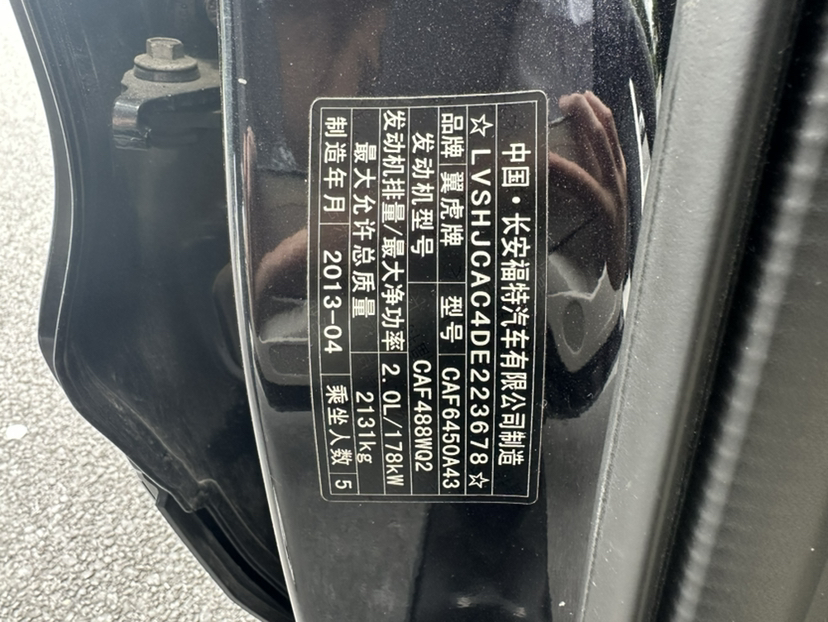 中国·长安福特汽车有限公司制造
☆LVSHJCAC4DE223678☆
品牌 翼虎牌 型号 CAF6450A43
发动机型号 CAF488WQ2
发动机排量/最大净功率 2.0L/178kW
最大允许总质量 2131kg
制造年月 2013-04 乘坐人数 5